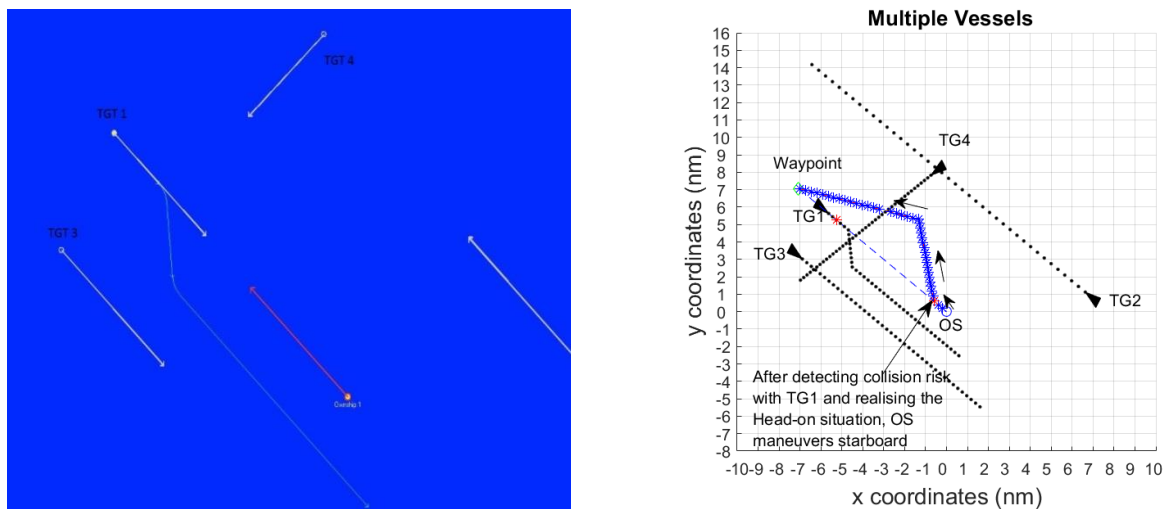 TGT 4
TGT 1
TGT 3
Ownship 1
Multiple Vessels
16
15
14
13
12
11
10
9
8
7
6
5
4
3
2
1
0
-1
-2
-3
-4
-5
-6
-7
-8
y coordinates (nm)
TG4
Waypoint
TG1
TG3
TG2
OS
After detecting collision risk
with TG1 and realising the
Head-on situation, OS
maneuvers starboard
-10 -9 -8 -7 -6 -5 -4 -3 -2 -1 0 1 2 3 4 5 6 7 8 9 10
x coordinates (nm)